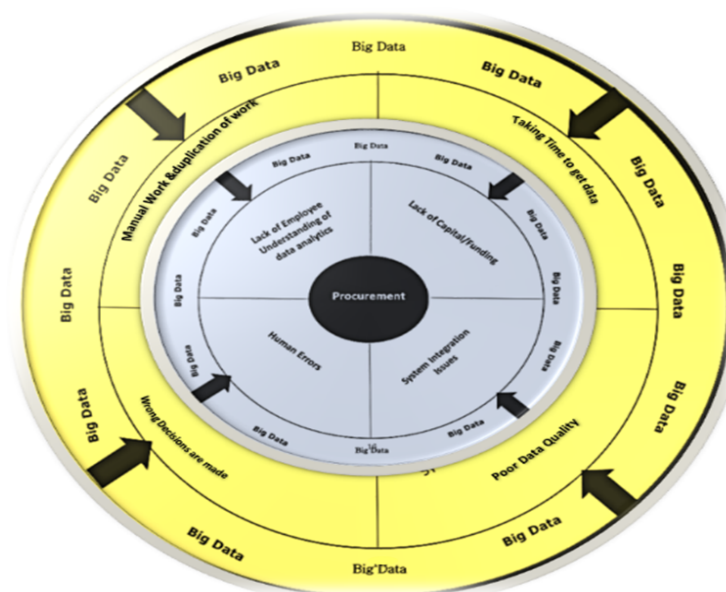 Big Data
Big Data
Big Data
Big Data
Big Data
Big Data
Big Data
Big Data
Big Data
Big Data
Big Data
Big Data
Big"Data
Manual Work &duplication of work
Taking Time to get data
Wrong Decisions are made
Poor Data Quality
Big Data
Big Data
Big Data
Big Data
Big Data
Big Data
Big Data
Big Data
Big Data
Big Data
Big Data
Big Data
Lack of Employee
Understanding of
data analytics
Lack of Capital/Funding
Procurement
Human Errors
System Integration
Issues